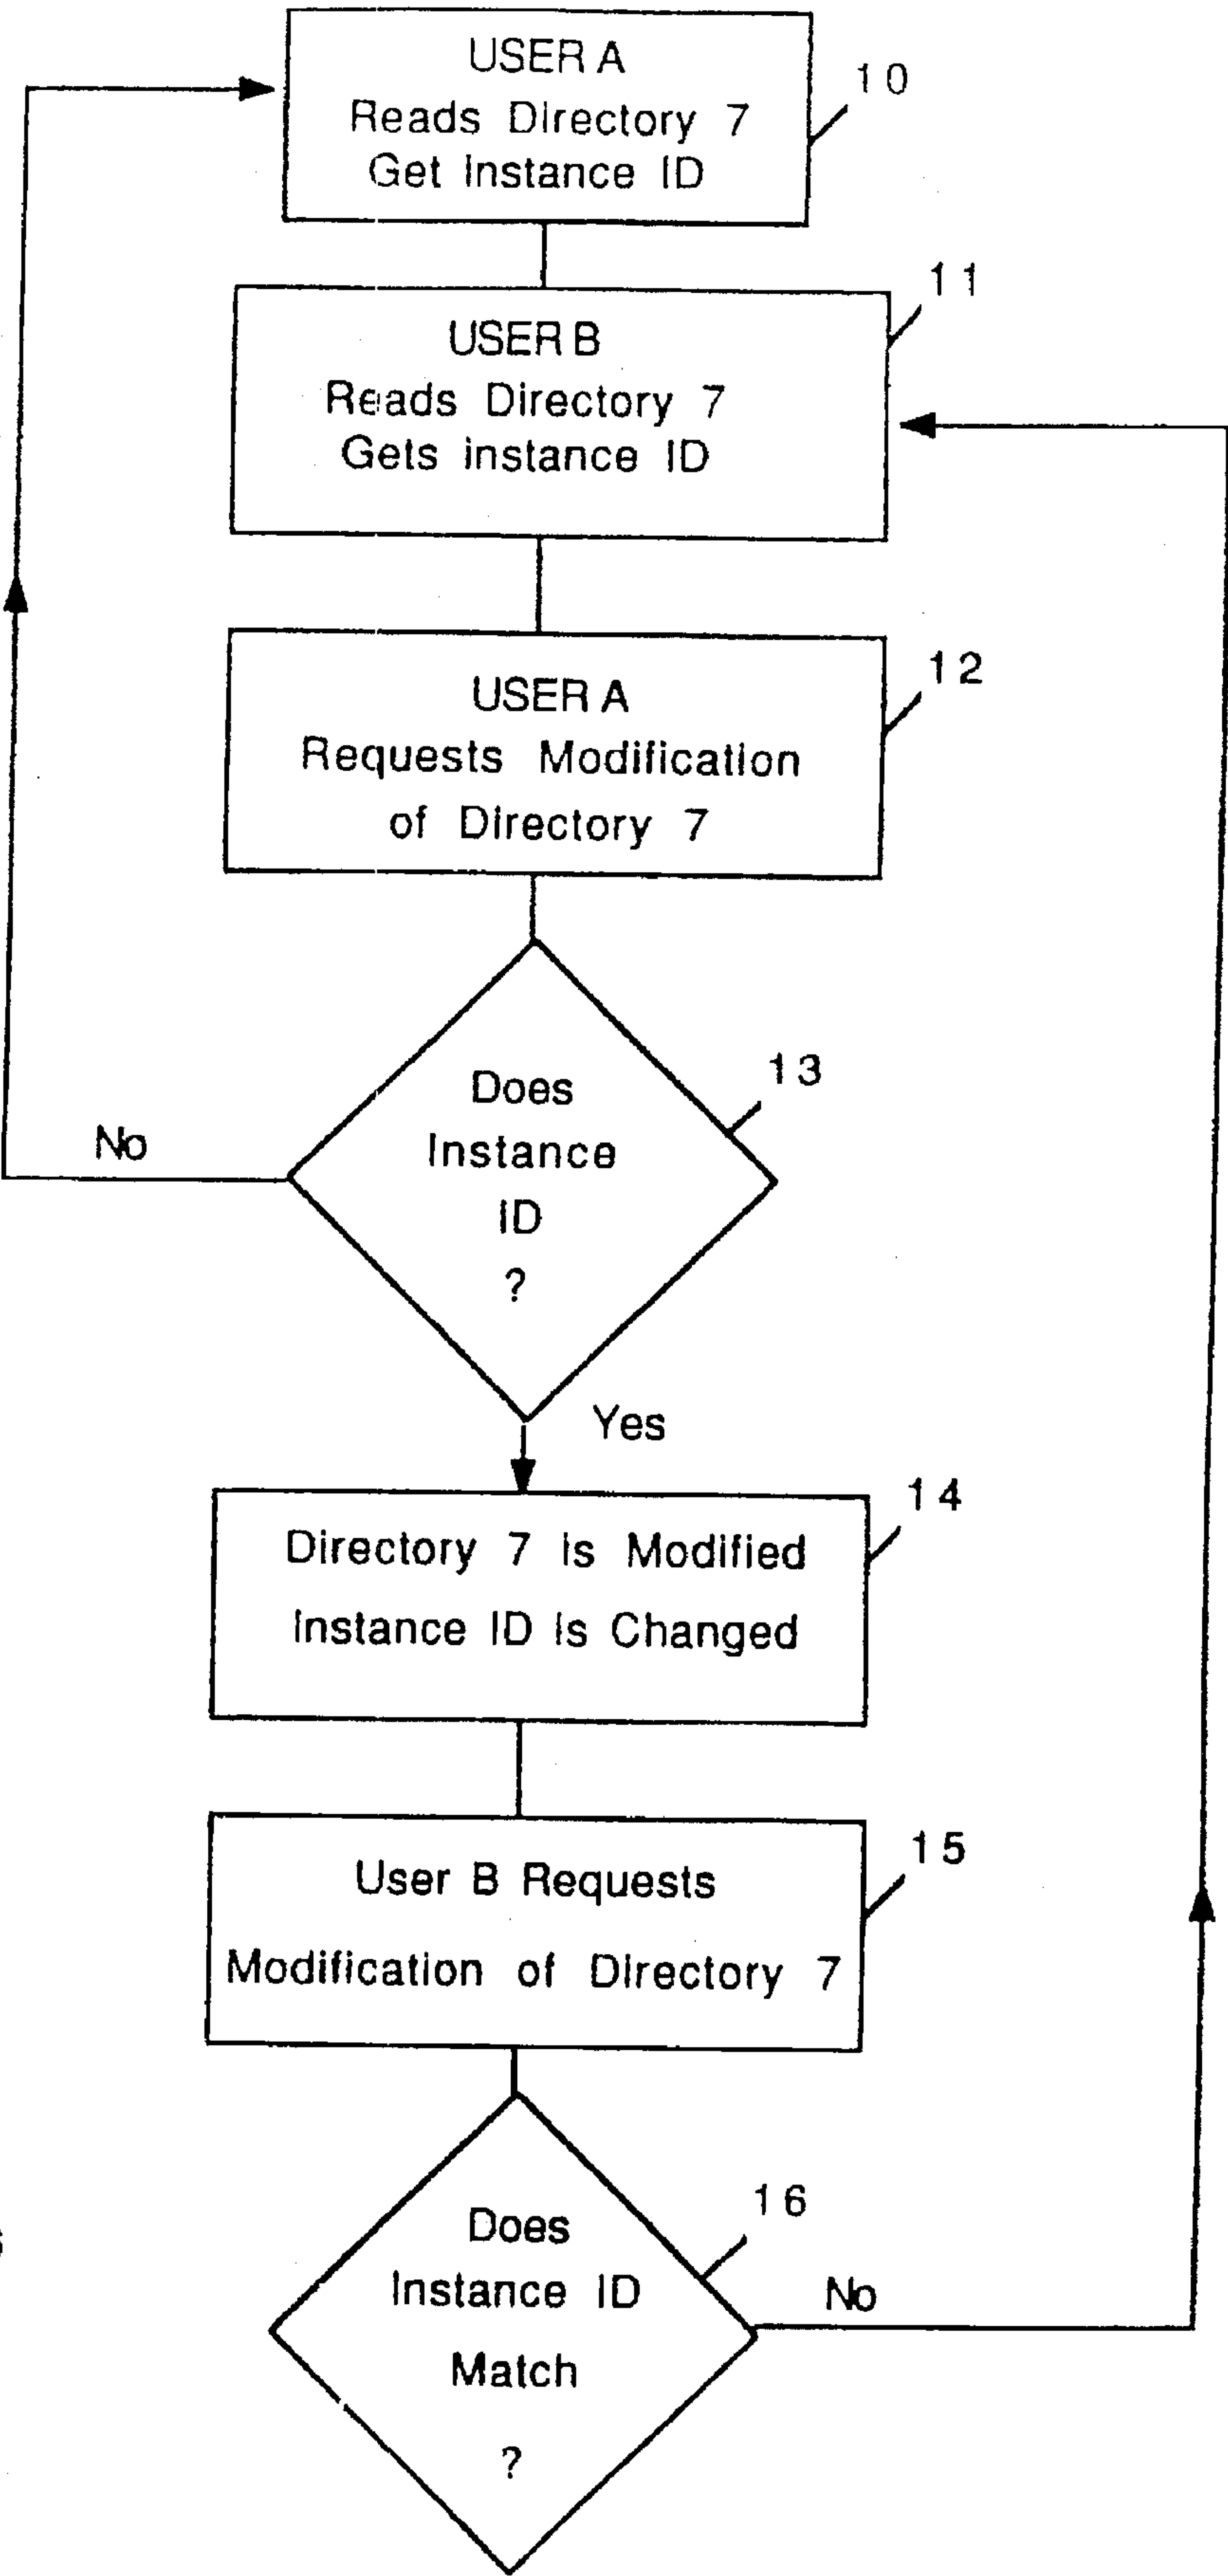 USER A
Reads Directory 7
Get Instance ID
10
USER B
Reads Directory 7
Gets instance ID
11
USER A
Requests Modification
of Directory 7
12
Does
Instance
ID
?
13
No
Yes
Directory 7 is Modified
Instance ID is Changed
14
User B Requests
Modification of Directory 7
15
Does
Instance ID
Match
?
16
No